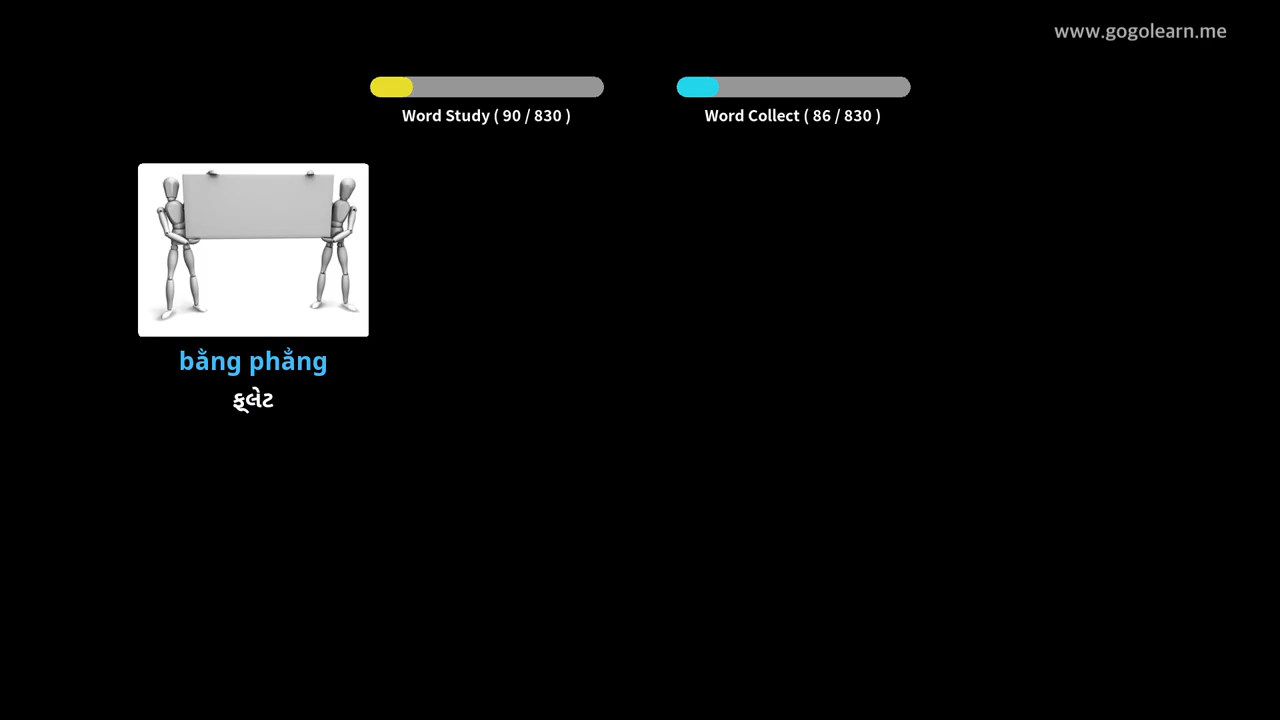 www.gogolearn.me
Word Study ( 90 / 830 )
Word Collect ( 86 / 830 )
bằng phẳng
ફ્લેટ